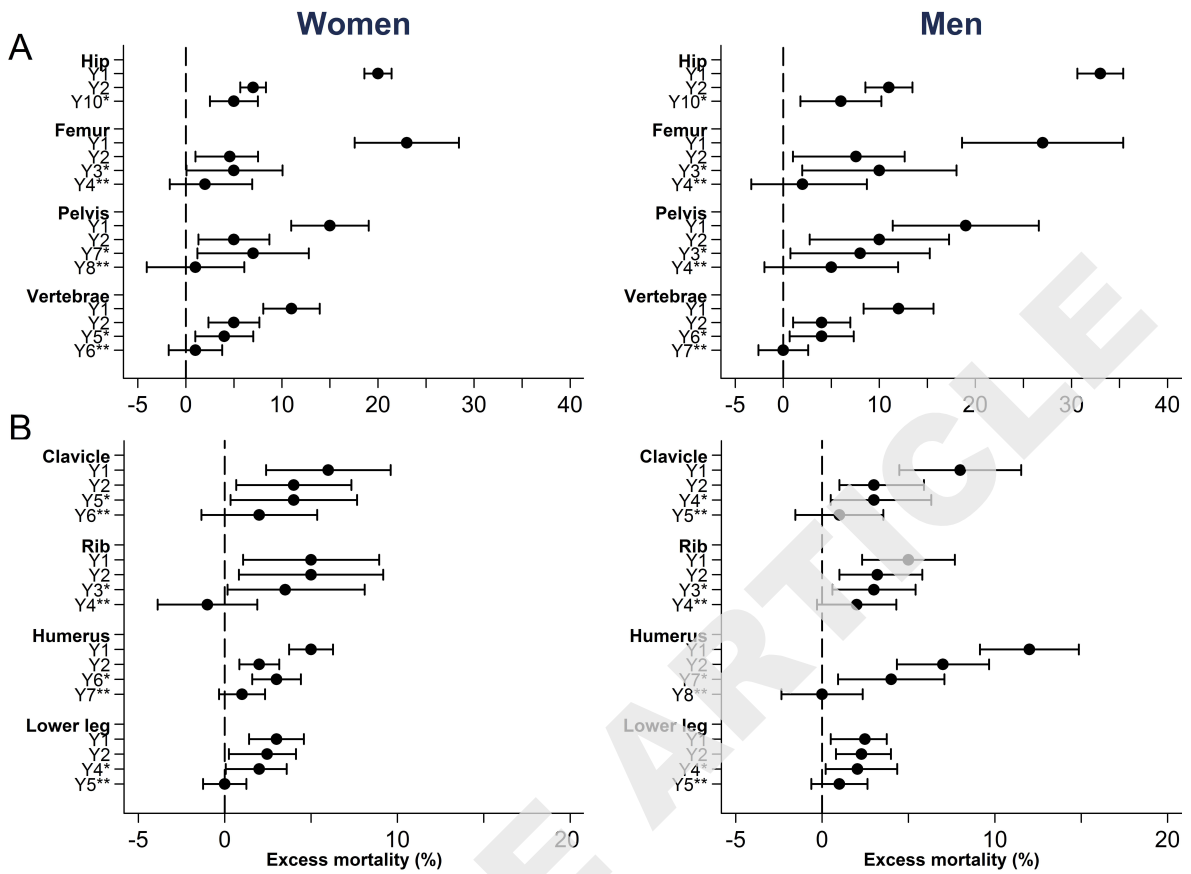 Women
Men
A
Hip
Y1
Y2
Y10*
Femur
Y1
Y2
Y3*
Y4**
Pelvis
Y1
Y2
Y7*
Y8**
Vertebrae
Y1
Y2
Y5*
Y6**
-5 0 10 20 30 40
Hip
Y1
Y2
Y10*
Femur
Y1
Y2
Y3*
Y4**
Pelvis
Y1
Y2
Y3*
Y4**
Vertebrae
Y1
Y2
Y6*
Y7**
-5 0 10 20 30 40
B
Clavicle
Y1
Y2
Y5*
Y6**
Rib
Y1
Y2
Y3*
Y4**
Humerus
Y1
Y2
Y6*
Y7**
Lower leg
Y1
Y2
Y4*
Y5**
-5 0 10 20
Excess mortality (%)
Clavicle
Y1
Y2
Y4*
Y5**
Rib
Y1
Y2
Y3*
Y4**
Humerus
Y1
Y2
Y7*
Y8**
Lower leg
Y1
Y2
Y4*
Y5**
-5 0 10 20
Excess mortality (%)
E ARTICLE